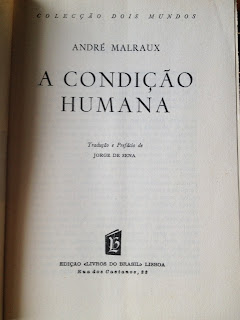 COLECÇÃO DOIS MUNDOS
ANDRÉ MALRAUX
A CONDIÇÃO
HUMANA
Tradução e Prefácio de
JORGE DE SENA
EDIÇÃO «LIVROS DO BRASIL» LISBOA
Rua dos Caetanos, 22